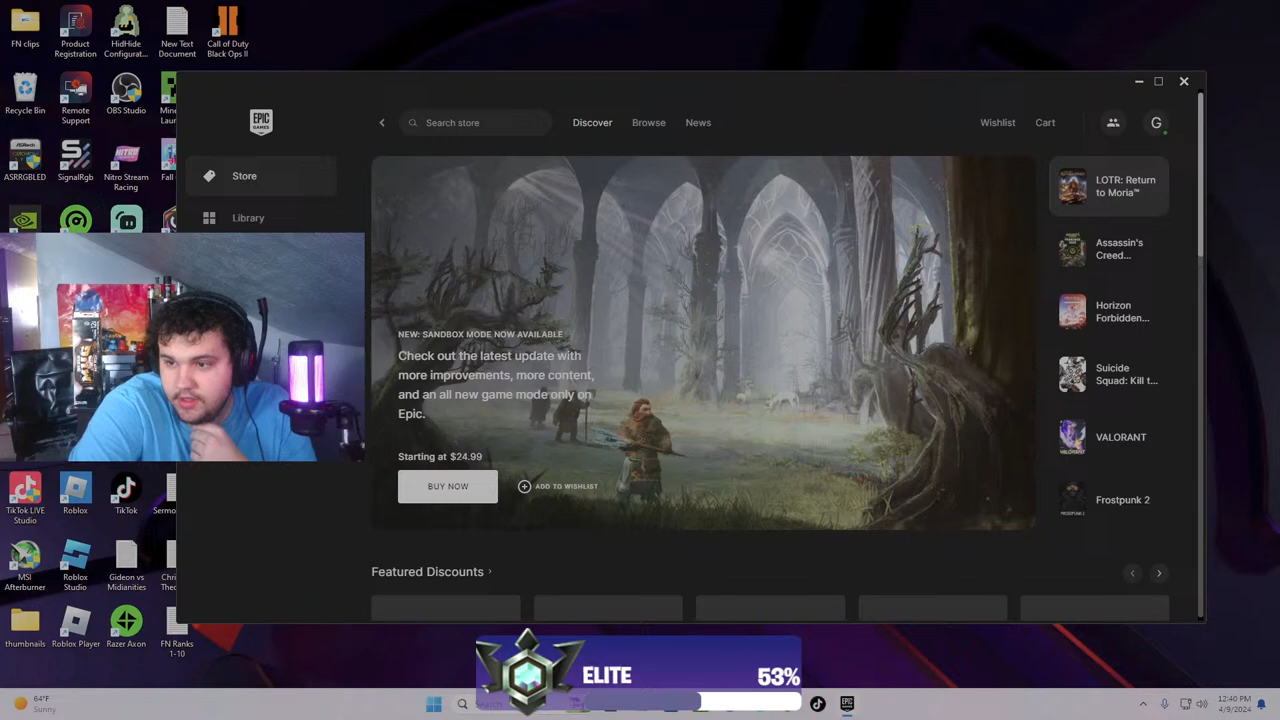 FN clips
Product
Registration
HidHide
Configurat...
New Text
Document
Call of Duty
Black Ops II
Recycle Bin
Remote
Support
OBS Studio
EPIC
GAMES
Search store
Discover
Browse
News
Wishlist
Cart
G
ASRRGBLED
SignalRgb
Nitro Stream
Racing
Store
Library
LOTR: Return
to Moria™
Assassin's
Creed...
Horizon
Forbidden...
Suicide
Squad: Kill t...
VALORANT
Frostpunk 2
NEW: SANDBOX MODE NOW AVAILABLE
Check out the latest update with
more improvements, more content,
and an all new game mode only on
Epic.
Starting at $24.99
BUY NOW
ADD TO WISHLIST
Featured Discounts
TikTok LIVE
Studio
Roblox
TikTok
MSI
Afterburner
Roblox
Studio
Gideon vs
Midianities
thumbnails
Roblox Player
Razer Axon
FN Ranks
1-10
ELITE
53%
64°F
Sunny
Search
12:40 PM
4/9/2024